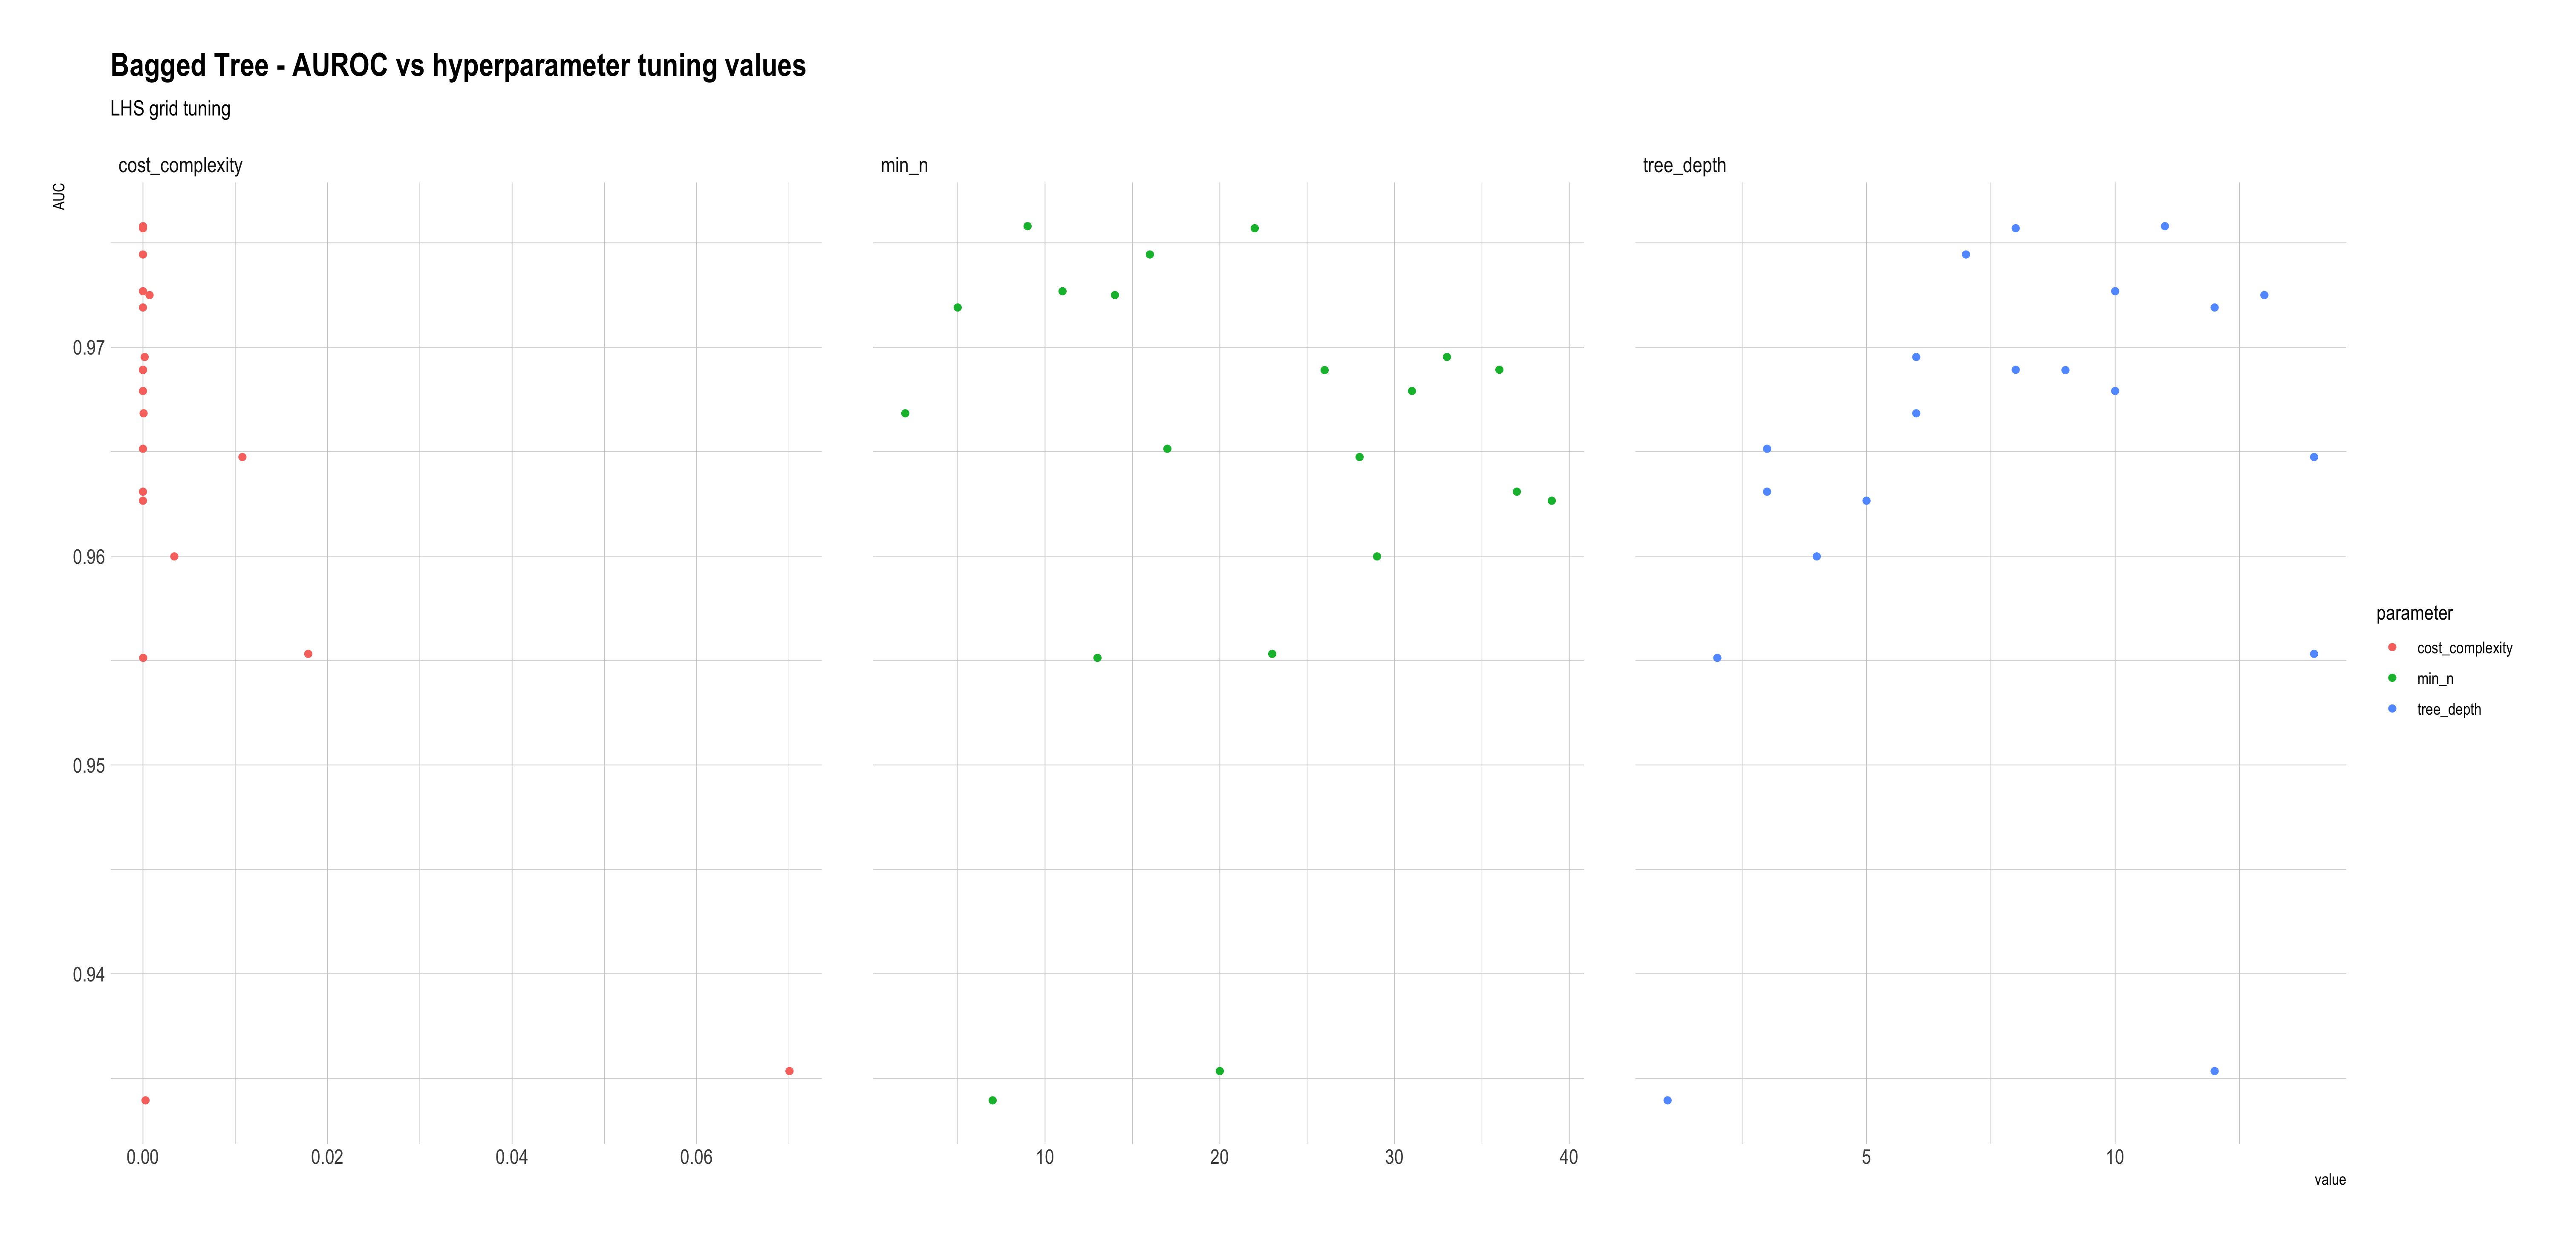 Bagged Tree - AUROC vs hyperparameter tuning values
LHS grid tuning
cost_complexity
min_n
tree_depth
AUC
0.97
0.96
0.95
0.94
0.00 0.02 0.04 0.06
10 20 30 40
5 10
value
parameter
cost_complexity
min_n
tree_depth